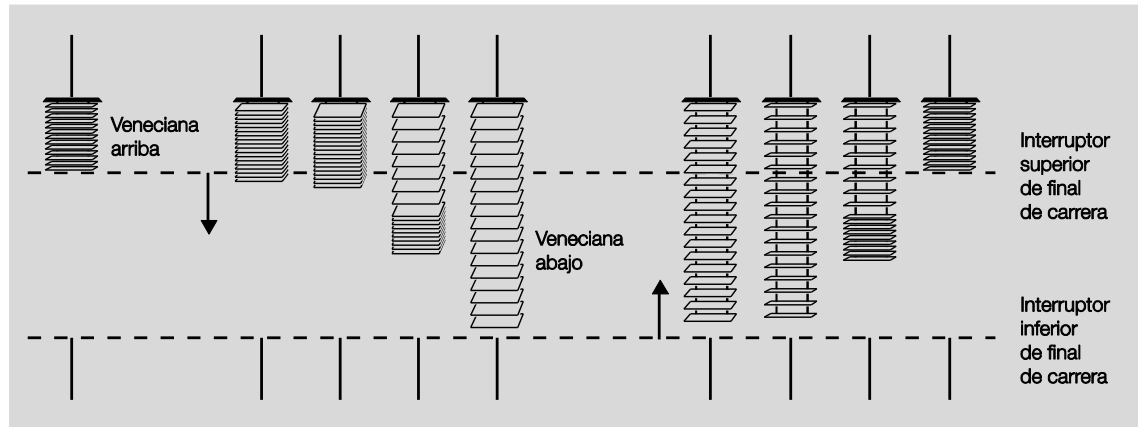 Veneciana
arriba
Veneciana
abajo
Interruptor
superior
de final
de carrera
Interruptor
inferior
de final
de carrera